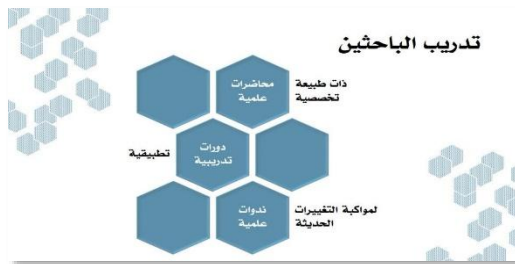 تدريب الباحثين
محاضرات
علمية
ذات طبيعة
تخصصية
دورات
تدريبية
تطبيقية
ندوات
علمية
لمواكبة التغييرات
الحديثة